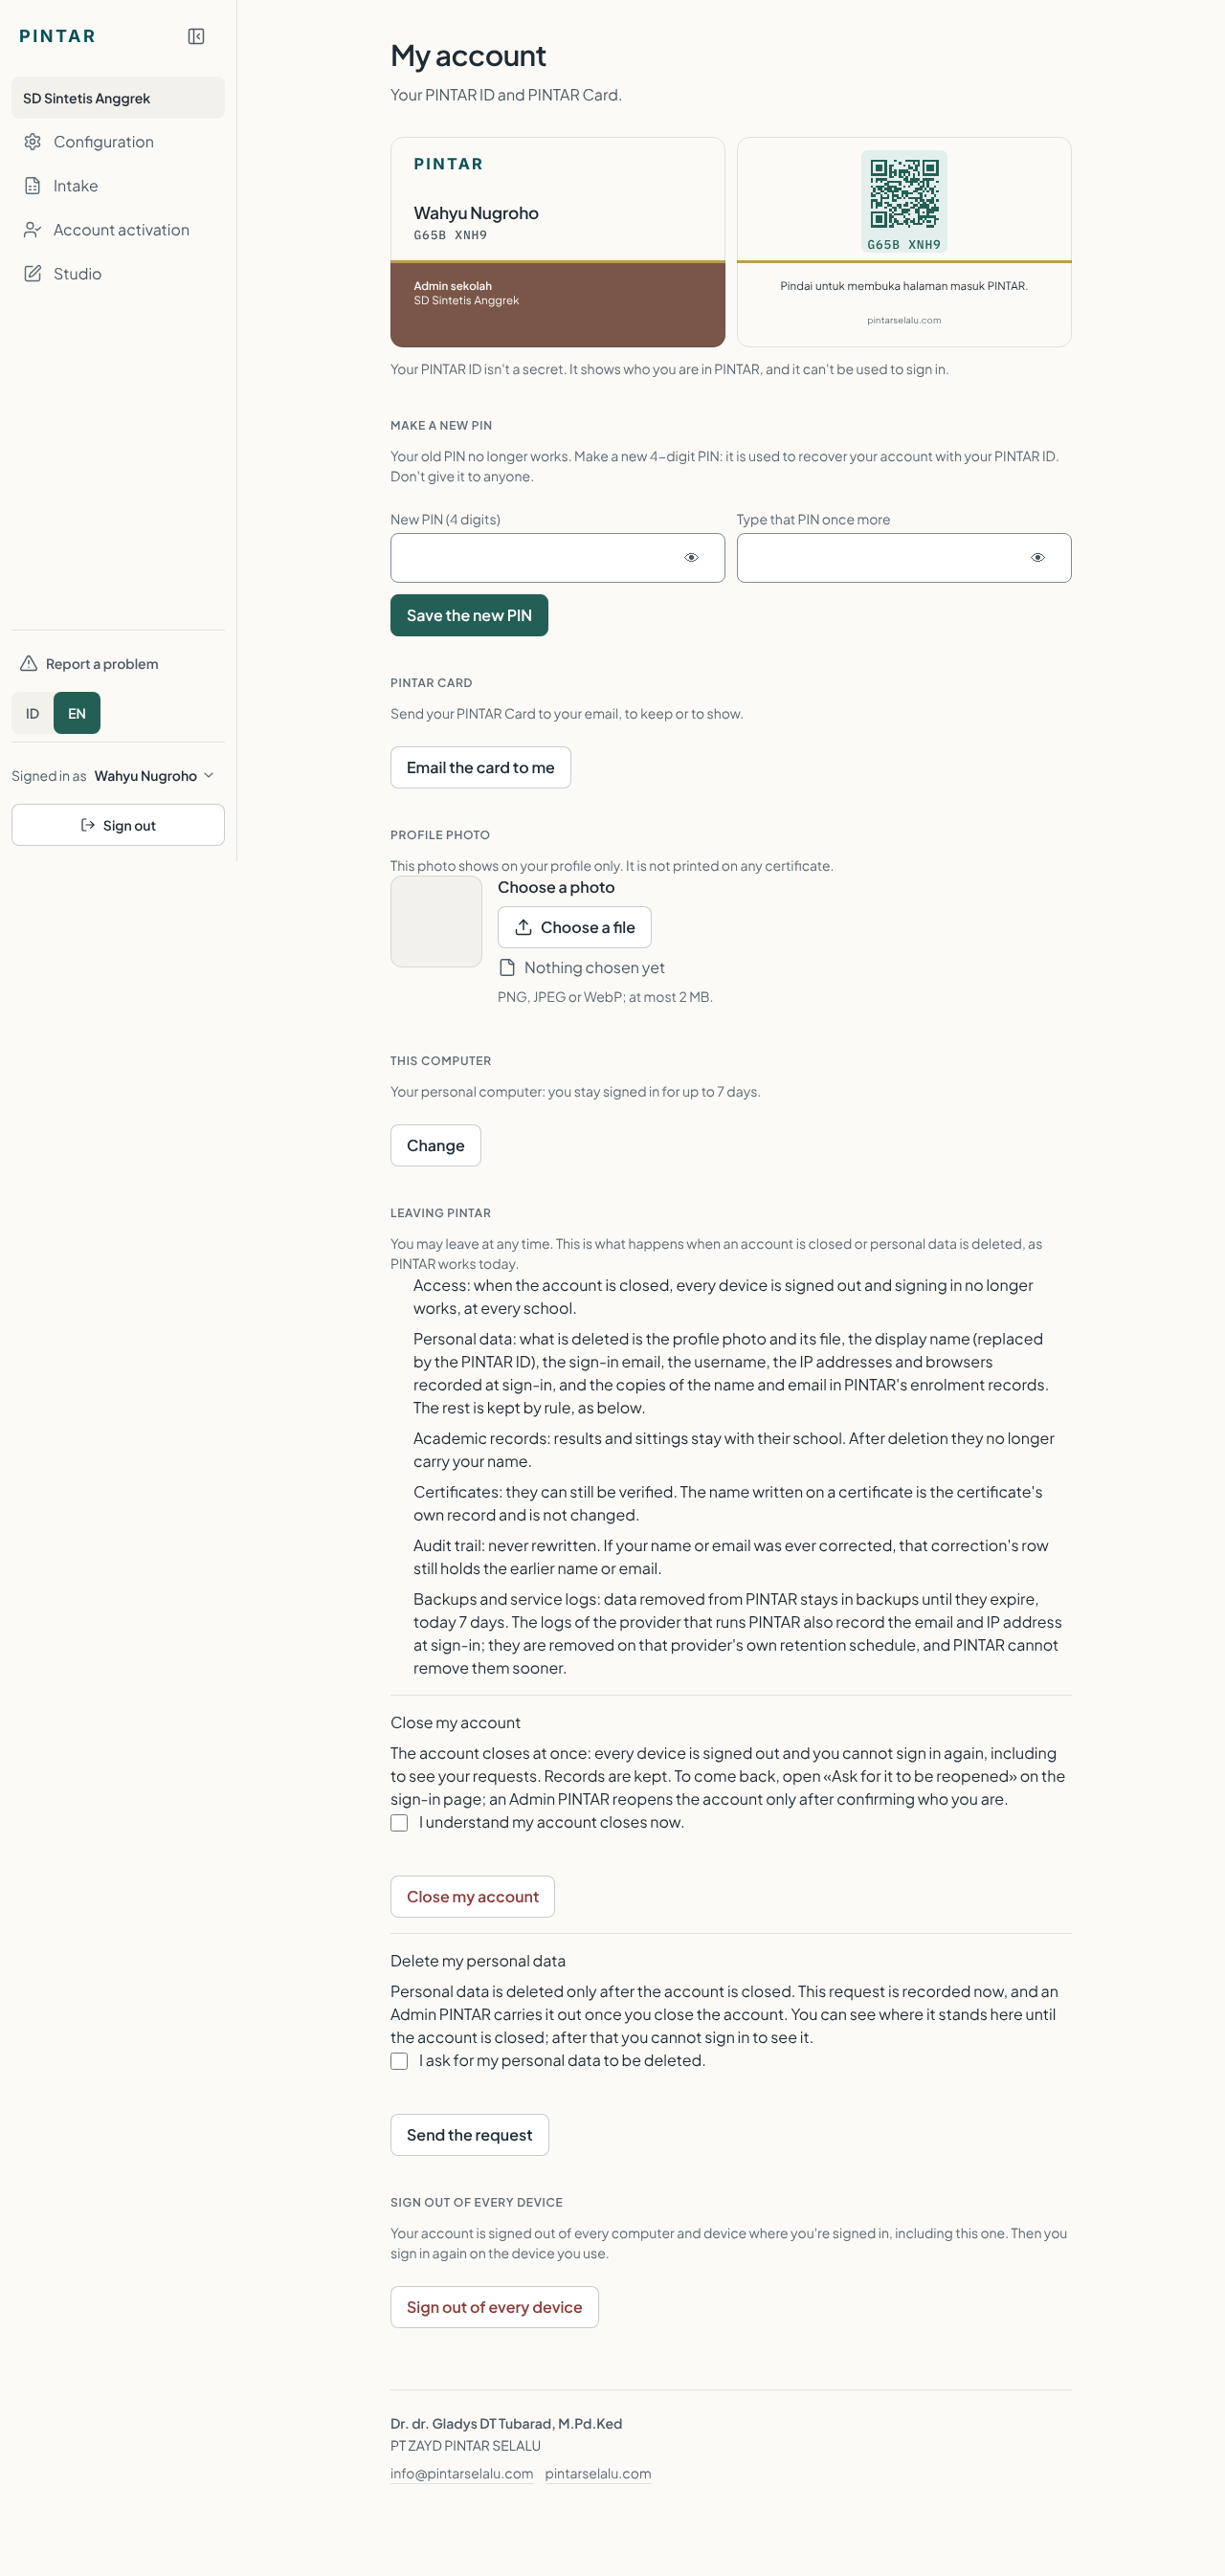 PINTAR
SD Sintetis Anggrek
Configuration
Intake
Account activation
Studio
Report a problem
ID EN
Signed in as Wahyu Nugroho
Sign out
My account
Your PINTAR ID and PINTAR Card.
PINTAR
Wahyu Nugroho
G65B XNH9
Admin sekolah
SD Sintetis Anggrek
G65B XNH9
Pindai untuk membuka halaman masuk PINTAR.
pintarselalu.com
Your PINTAR ID isn't a secret. It shows who you are in PINTAR, and it can't be used to sign in.
MAKE A NEW PIN
Your old PIN no longer works. Make a new 4-digit PIN: it is used to recover your account with your PINTAR ID.
Don't give it to anyone.
New PIN (4 digits)
Type that PIN once more
Save the new PIN
PINTAR CARD
Send your PINTAR Card to your email, to keep or to show.
Email the card to me
PROFILE PHOTO
This photo shows on your profile only. It is not printed on any certificate.
Choose a photo
Choose a file
Nothing chosen yet
PNG, JPEG or WebP; at most 2 MB.
THIS COMPUTER
Your personal computer: you stay signed in for up to 7 days.
Change
LEAVING PINTAR
You may leave at any time. This is what happens when an account is closed or personal data is deleted, as
PINTAR works today.
Access: when the account is closed, every device is signed out and signing in no longer
works, at every school.
Personal data: what is deleted is the profile photo and its file, the display name (replaced
by the PINTAR ID), the sign-in email, the username, the IP addresses and browsers
recorded at sign-in, and the copies of the name and email in PINTAR's enrolment records.
The rest is kept by rule, as below.
Academic records: results and sittings stay with their school. After deletion they no longer
carry your name.
Certificates: they can still be verified. The name written on a certificate is the certificate's
own record and is not changed.
Audit trail: never rewritten. If your name or email was ever corrected, that correction's row
still holds the earlier name or email.
Backups and service logs: data removed from PINTAR stays in backups until they expire,
today 7 days. The logs of the provider that runs PINTAR also record the email and IP address
at sign-in; they are removed on that provider's own retention schedule, and PINTAR cannot
remove them sooner.
Close my account
The account closes at once: every device is signed out and you cannot sign in again, including
to see your requests. Records are kept. To come back, open «Ask for it to be reopened» on the
sign-in page; an Admin PINTAR reopens the account only after confirming who you are.
I understand my account closes now.
Close my account
Delete my personal data
Personal data is deleted only after the account is closed. This request is recorded now, and an
Admin PINTAR carries it out once you close the account. You can see where it stands here until
the account is closed; after that you cannot sign in to see it.
I ask for my personal data to be deleted.
Send the request
SIGN OUT OF EVERY DEVICE
Your account is signed out of every computer and device where you're signed in, including this one. Then you
sign in again on the device you use.
Sign out of every device
Dr. dr. Gladys DT Tubarad, M.Pd.Ked
PT ZAYD PINTAR SELALU
info@pintarselalu.com pintarselalu.com